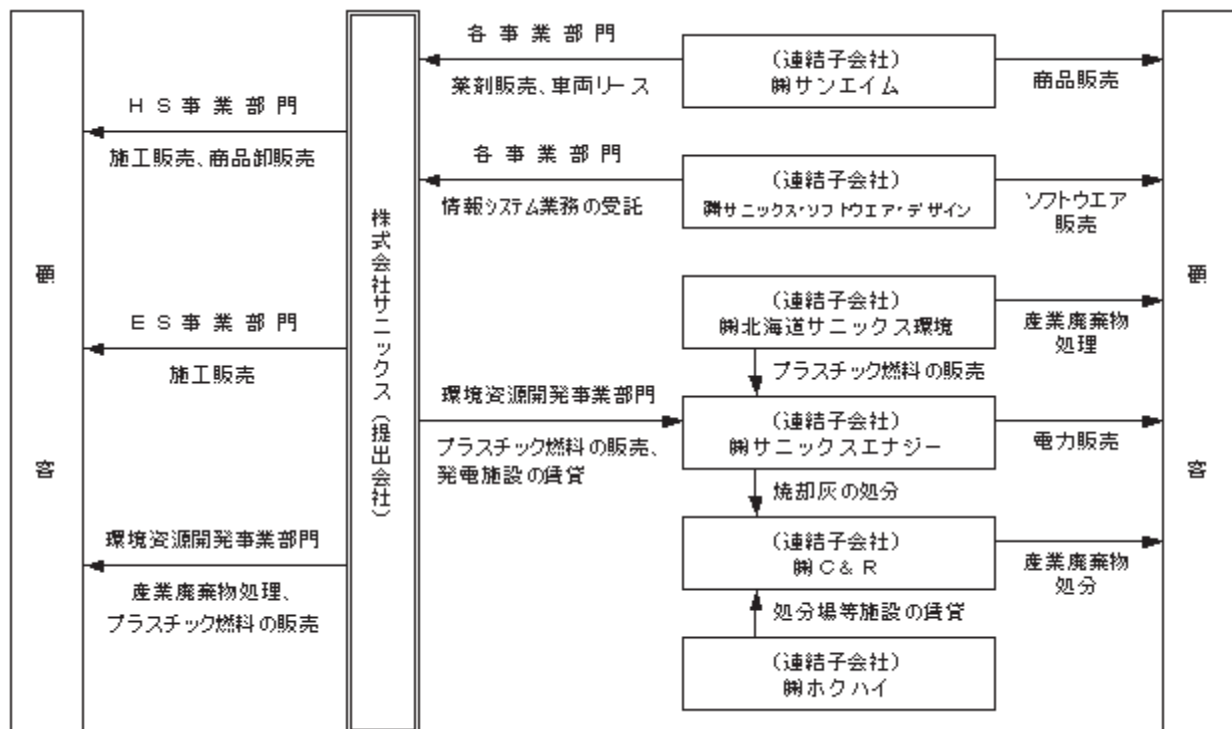 顧客
HS事業部門
施工販売、商品卸販売
ES事業部門
施工販売
環境資源開発事業部門
産業廃棄物処理、
プラスチック燃料の販売
株式会社サニックス(提出会社)
各事業部門
薬剤販売、車両リース
各事業部門
情報システム業務の受託
環境資源開発事業部門
プラスチック燃料の販売、
発電施設の賃貸
(連結子会社)
㈱サンエイム
商品販売
(連結子会社)
㈱サニックス・ソフトウエア・デザイン
ソフトウエア
販売
(連結子会社)
㈱北海道サニックス環境
産業廃棄物
処理
プラスチック燃料の販売
(連結子会社)
㈱サニックスエナジー
電力販売
焼却灰の処分
(連結子会社)
㈱C&R
産業廃棄物
処分
処分場等施設の賃貸
(連結子会社)
㈱ホクハイ
顧客